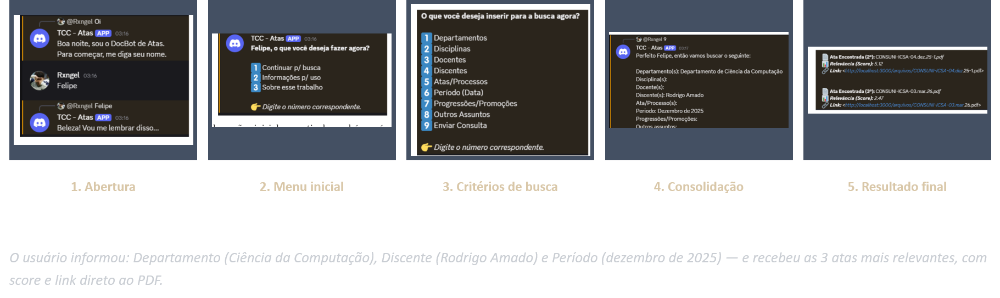 @Rxngel Oi
TCC - Atas APP 03:16
Boa noite, sou o DocBot de Atas.
Para começar, me diga seu nome.
Rxngel 03:16
Felipe
@Rxngel Felipe
TCC - Atas APP 03:16
Beleza! Vou me lembrar disso...
TCC - Atas APP 03:16
Felipe, o que você deseja fazer agora?
1 Continuar p/ busca
2 Informações p/ uso
3 Sobre esse trabalho
👉 Digite o número correspondente.
O que você deseja inserir para a busca agora?
1 Departamentos
2 Disciplinas
3 Docentes
4 Discentes
5 Atas/Processos
6 Período (Data)
7 Progressões/Promoções
8 Outros Assuntos
9 Enviar Consulta
👉 Digite o número correspondente.
@Rxngel 9
TCC - Atas APP 03:17
Perfeito Felipe, então vamos buscar o seguinte:
Departamento(s): Departamento de Ciência da Computação
Disciplina(s):
Docente(s):
Discente(s): Rodrigo Amado
Ata/Processo(s):
Periodo: Dezembro de 2025
Progressões/Promoções:
Outros assuntos:
Ata Encontrada (2ª): CONSUNI-ICSA-04.dez.25-1.pdf
Relevância (Score): 5.12
Link: <http://localhost:3000/arquivos/CONSUNI-ICSA-04.dez.25-1.pdf>
Ata Encontrada (3ª): CONSUNI-ICSA-03.mar.26.pdf
Relevância (Score): 2.47
Link: <http://localhost:3000/arquivos/CONSUNI-ICSA-03.mar.26.pdf>
1. Abertura
2. Menu inicial
3. Critérios de busca
4. Consolidação
5. Resultado final
O usuário informou: Departamento (Ciência da Computação), Discente (Rodrigo Amado) e Período (dezembro de 2025) — e recebeu as 3 atas mais relevantes, com
score e link direto ao PDF.